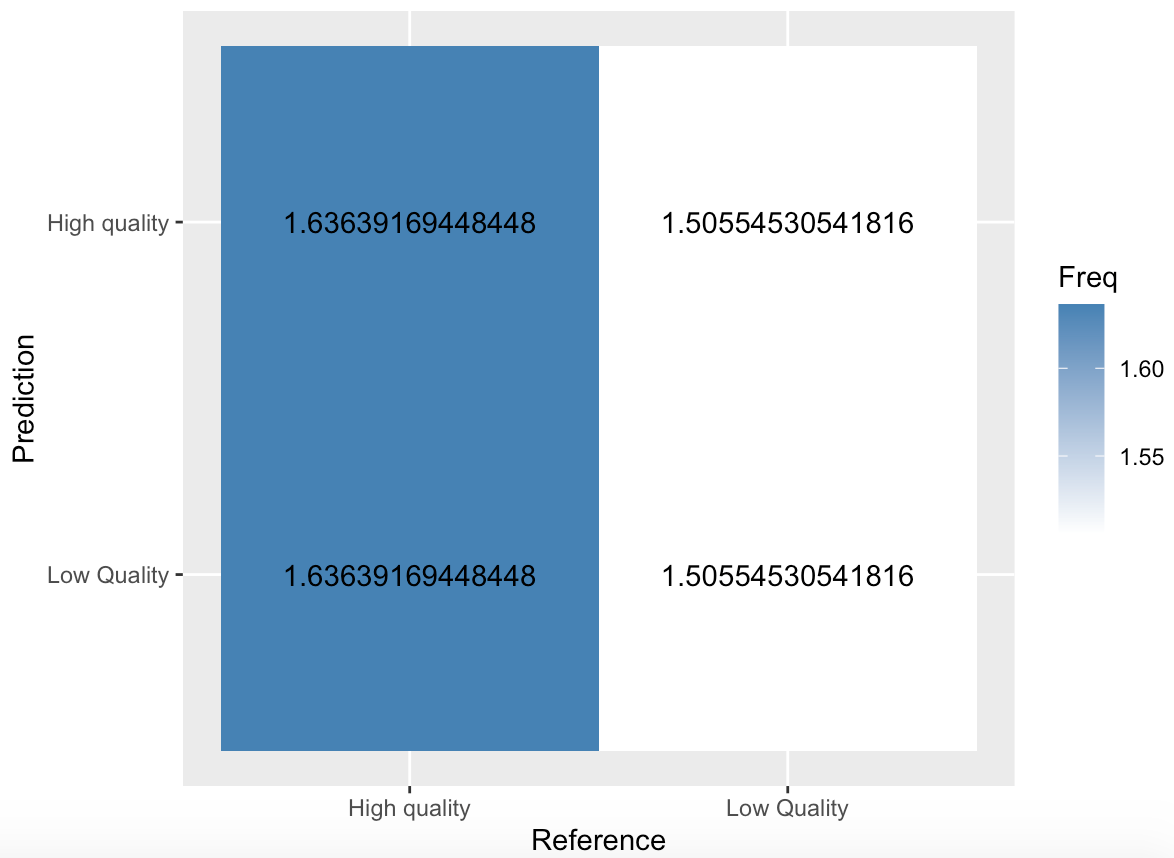 High quality
Low Quality
Prediction
1.63639169448448
1.50554530541816
1.63639169448448
1.50554530541816
High quality
Low Quality
Reference
Freq
1.60
1.55